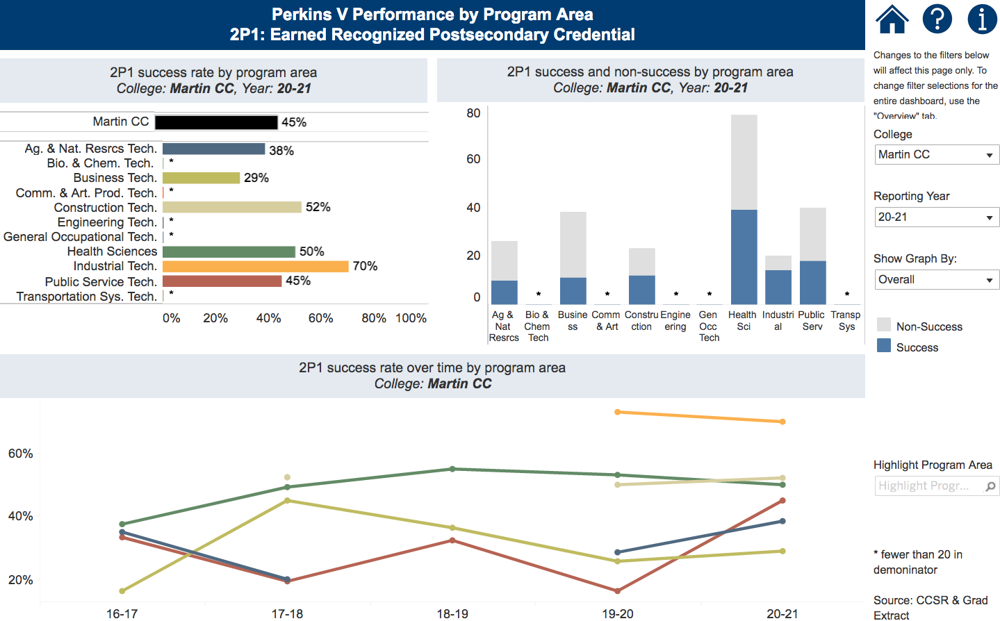 Perkins V Performance by Program Area
2P1: Earned Recognized Postsecondary Credential
Changes to the filters below
will affect this page only. To
change filter selections for the
entire dashboard, use the
"Overview" tab.
College
Martin CC
Reporting Year
20-21
Show Graph By:
Overall
Non-Success
Success
2P1 success rate by program area
College: Martin CC, Year: 20-21
Martin CC 45%
Ag. & Nat. Resrcs Tech. 38%
Bio. & Chem. Tech. *
Business Tech. 29%
Comm. & Art. Prod. Tech. *
Construction Tech. 52%
Engineering Tech. *
General Occupational Tech. *
Health Sciences 50%
Industrial Tech. 70%
Public Service Tech. 45%
Transportation Sys. Tech. *
0% 20% 40% 60% 80% 100%
2P1 success and non-success by program area
College: Martin CC, Year: 20-21
80
60
40
20
0
* * * * *
Ag & Bio & Busine Comm Constru Engine Gen Health Industri Public Transp
Nat Chem ss & Art ction ering Occ Sci al Serv Sys
Resrcs Tech Tech
2P1 success rate over time by program area
College: Martin CC
60%
40%
20%
16-17 17-18 18-19 19-20 20-21
Highlight Program Area
Highlight Progr...
* fewer than 20 in
demoninator
Source: CCSR & Grad
Extract